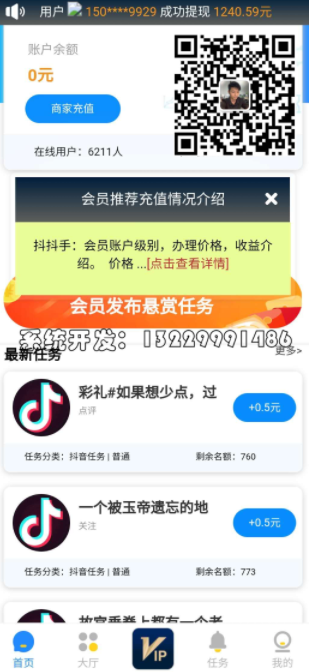 用户 150****9929 成功提现 1240.59元
账户余额
0元
商家充值
在线用户：6211人
会员推荐充值情况介绍
抖抖手：会员账户级别，办理价格，收益介
绍。 价格 ...[点击查看详情]
会员发布悬赏任务
系统开发：13229991486
最新任务
更多>
彩礼#如果想少点，过
点评
+0.5元
任务分类：抖音任务 | 普通
剩余名额：760
一个被玉帝遗忘的地
关注
+0.5元
任务分类：抖音任务 | 普通
剩余名额：773
故宫垂脊上都有一个老
首页
大厅
VIP
任务
我的